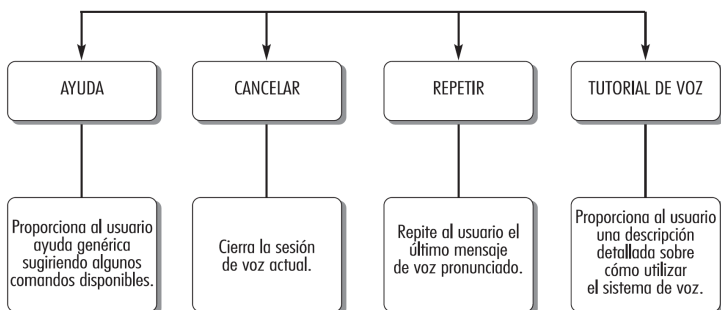 AYUDA
CANCELAR
REPETIR
TUTORIAL DE VOZ
Proporciona al usuario
ayuda genérica
sugiriendo algunos
comandos disponibles.
Cierra la sesión
de voz actual.
Repite al usuario el
último mensaje
de voz pronunciado.
Proporciona al usuario
una descripción
detallada sobre
cómo utilizar
el sistema de voz.